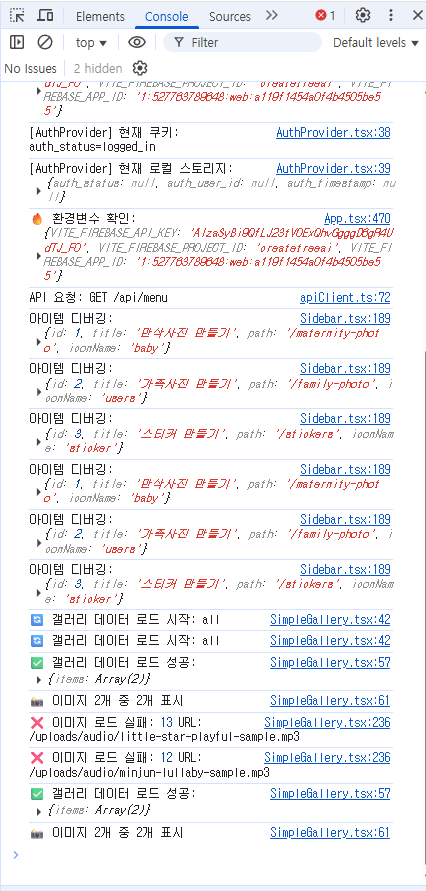 Elements Console Sources 1
top Filter Default levels
No Issues 2 hidden
FIREBASE_APP_ID: '1:527763789648:web:a119f1454a0f4b4505be5
5'}
[AuthProvider] 현재 쿠키: AuthProvider.tsx:38
auth_status=logged_in
[AuthProvider] 현재 로컬 스토리지: AuthProvider.tsx:39
{auth_status: null, auth_user_id: null, auth_timestamp: nu
ll}
🔥 환경변수 확인: App.tsx:470
{VITE_FIREBASE_API_KEY:
VITE_FIREBASE_PROJECT_ID: 'createtreeai', VITE_F
IREBASE_APP_ID: '1:527763789648:web:a119f1454a0f4b4505be5
5'}
API 요청: GET /api/menu apiClient.ts:72
아이템 디버깅: Sidebar.tsx:189
{id: 1, title: '만삭사진 만들기', path: '/maternity-phot
o', iconName: 'baby'}
아이템 디버깅: Sidebar.tsx:189
{id: 2, title: '가족사진 만들기', path: '/family-photo', i
conName: 'users'}
아이템 디버깅: Sidebar.tsx:189
{id: 3, title: '스티커 만들기', path: '/stickers', iconNam
e: 'sticker'}
아이템 디버깅: Sidebar.tsx:189
{id: 1, title: '만삭사진 만들기', path: '/maternity-phot
o', iconName: 'baby'}
아이템 디버깅: Sidebar.tsx:189
{id: 2, title: '가족사진 만들기', path: '/family-photo', i
conName: 'users'}
아이템 디버깅: Sidebar.tsx:189
{id: 3, title: '스티커 만들기', path: '/stickers', iconNam
e: 'sticker'}
🔄 갤러리 데이터 로드 시작: all SimpleGallery.tsx:42
🔄 갤러리 데이터 로드 시작: all SimpleGallery.tsx:42
✅ 갤러리 데이터 로드 성공: SimpleGallery.tsx:57
{items: Array(2)}
📷 이미지 2개 중 2개 표시 SimpleGallery.tsx:61
❌ 이미지 로드 실패: 13 URL: SimpleGallery.tsx:236
/uploads/audio/little-star-playful-sample.mp3
❌ 이미지 로드 실패: 12 URL: SimpleGallery.tsx:236
/uploads/audio/minjun-lullaby-sample.mp3
✅ 갤러리 데이터 로드 성공: SimpleGallery.tsx:57
{items: Array(2)}
📷 이미지 2개 중 2개 표시 SimpleGallery.tsx:61